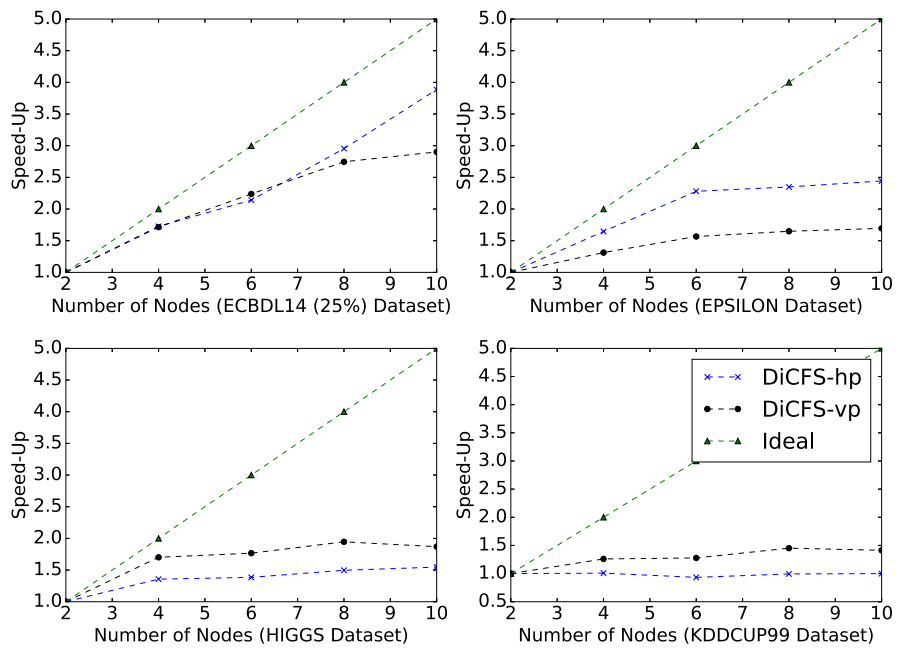 5.0
4.5
4.0
3.5
3.0
2.5
2.0
1.5
1.0
Speed-Up
2 3 4 5 6 7 8 9 10
Number of Nodes (ECBDL14 (25%) Dataset)
5.0
4.5
4.0
3.5
3.0
2.5
2.0
1.5
1.0
Speed-Up
2 3 4 5 6 7 8 9 10
Number of Nodes (EPSILON Dataset)
5.0
4.5
4.0
3.5
3.0
2.5
2.0
1.5
1.0
Speed-Up
2 3 4 5 6 7 8 9 10
Number of Nodes (HIGGS Dataset)
5.0
4.5
4.0
3.5
3.0
2.5
2.0
1.5
1.0
0.5
Speed-Up
DiCFS-hp
DiCFS-vp
Ideal
2 3 4 5 6 7 8 9 10
Number of Nodes (KDDCUP99 Dataset)